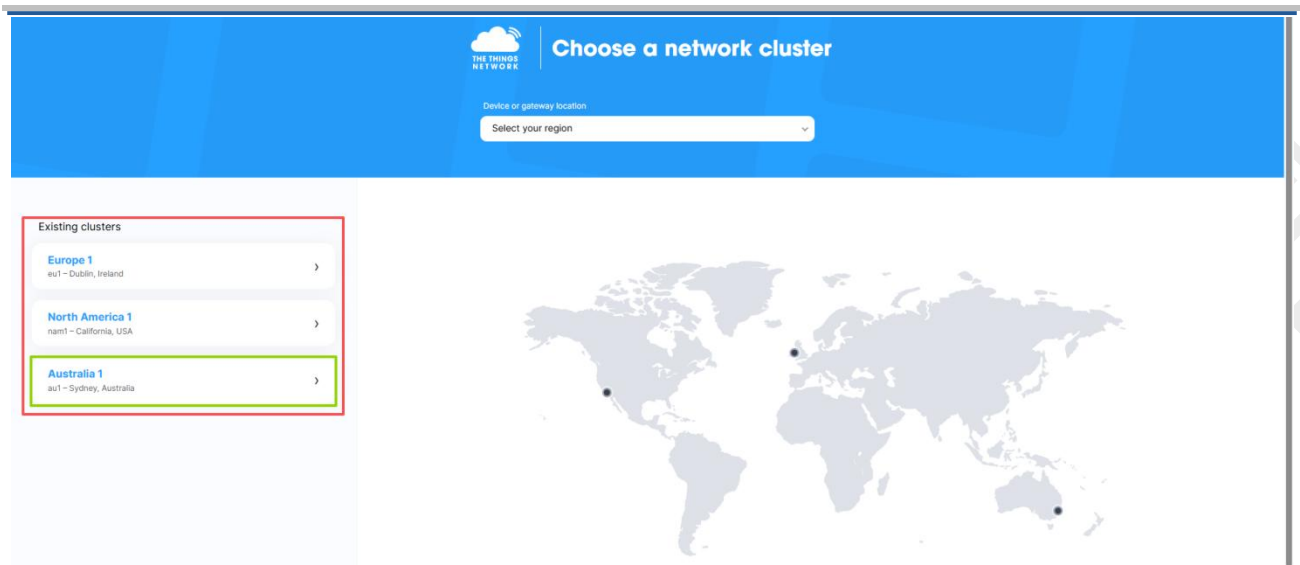 THE THINGS
NETWORK
Choose a network cluster
Device or gateway location
Select your region
Existing clusters
Europe 1
eu1 – Dublin, Ireland
North America 1
nam1 – California, USA
Australia 1
au1 – Sydney, Australia